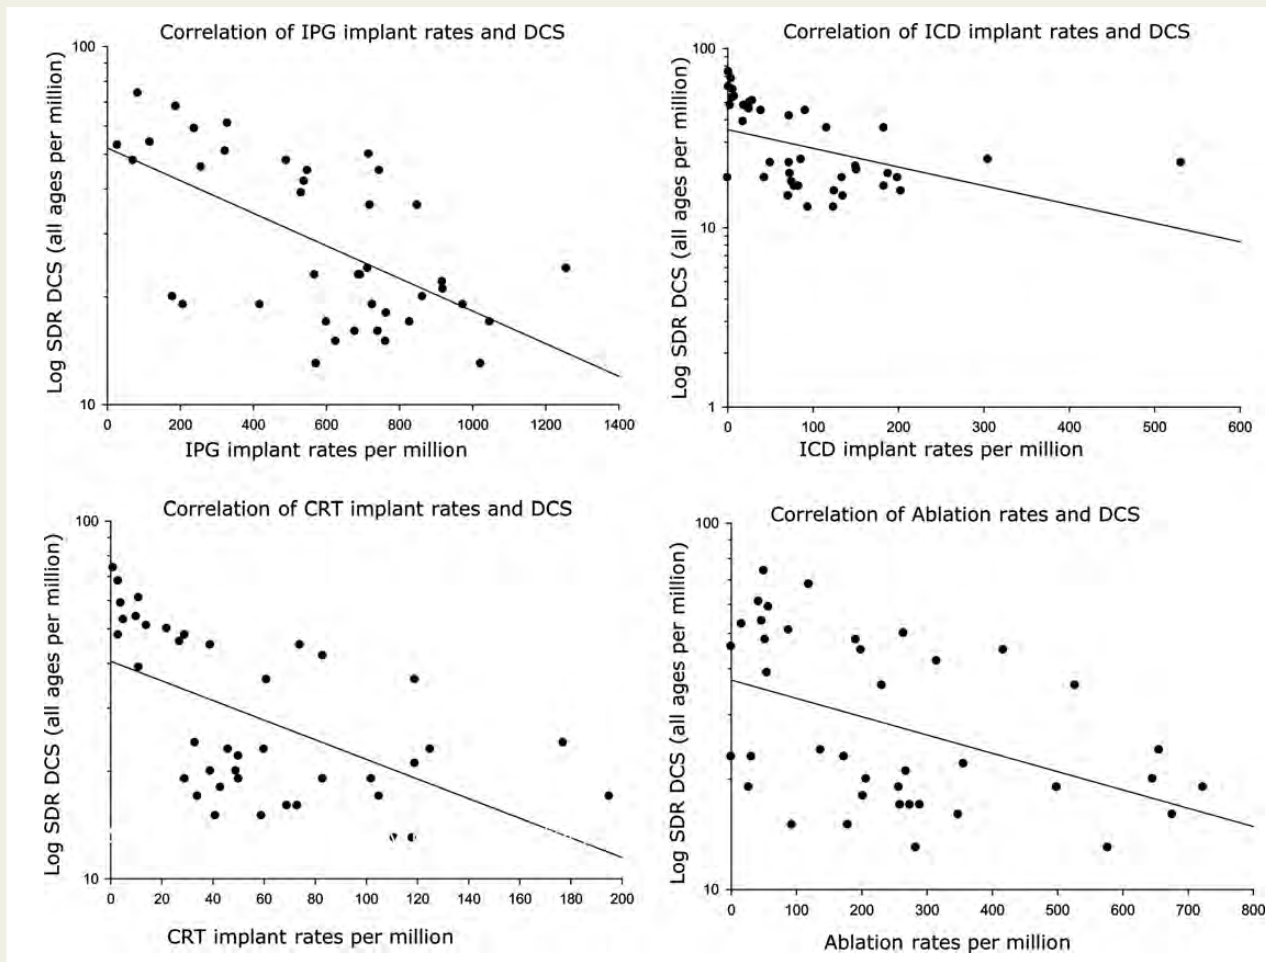 Correlation of IPG implant rates and DCS
Log SDR DCS (all ages per million)
100
10
0 200 400 600 800 1000 1200 1400
IPG implant rates per million
Correlation of ICD implant rates and DCS
Log SDR DCS (all ages per million)
100
10
1
0 100 200 300 400 500 600
ICD implant rates per million
Correlation of CRT implant rates and DCS
Log SDR DCS (all ages per million)
100
10
0 20 40 60 80 100 120 140 160 180 200
CRT implant rates per million
Correlation of Ablation rates and DCS
Log SDR DCS (all ages per million)
100
10
0 100 200 300 400 500 600 700 800
Ablation rates per million